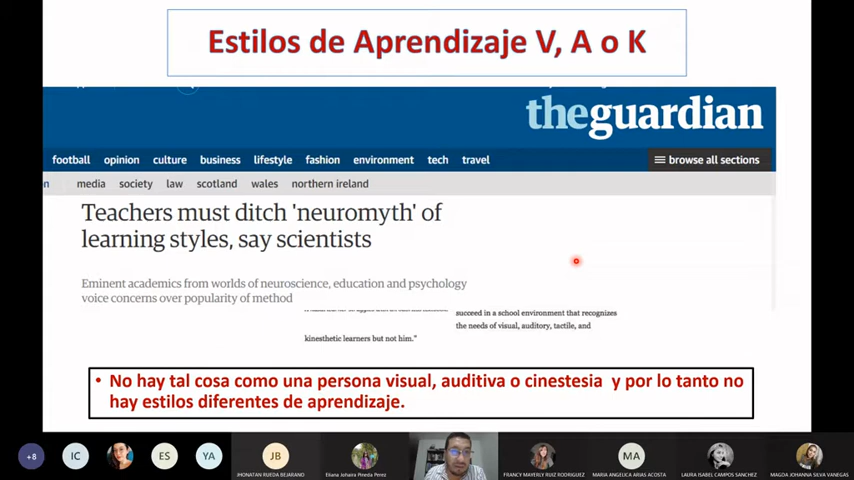 Estilos de Aprendizaje V, A o K
theguardian
football opinion culture business lifestyle fashion environment tech travel browse all sections
n media society law scotland wales northern ireland
Teachers must ditch 'neuromyth' of
learning styles, say scientists
Eminent academics from worlds of neuroscience, education and psychology
voice concerns over popularity of method
succeed in a school environment that recognizes
the needs of visual, auditory, tactile, and
kinesthetic learners but not him."
• No hay tal cosa como una persona visual, auditiva o cinestesia y por lo tanto no
hay estilos diferentes de aprendizaje.
+8 IC ES YA JB MA
JHONATAN RUEDA BEJARANO Eliana Johaira Pereda Perez FRANCY MAYERLY RUIZ RODRIGUEZ MARIA ANGELICA ARIAS ACOSTA LAURA ISABEL CAMPOS SANCHEZ MAGDA JOHANNA SILVA VANEGAS